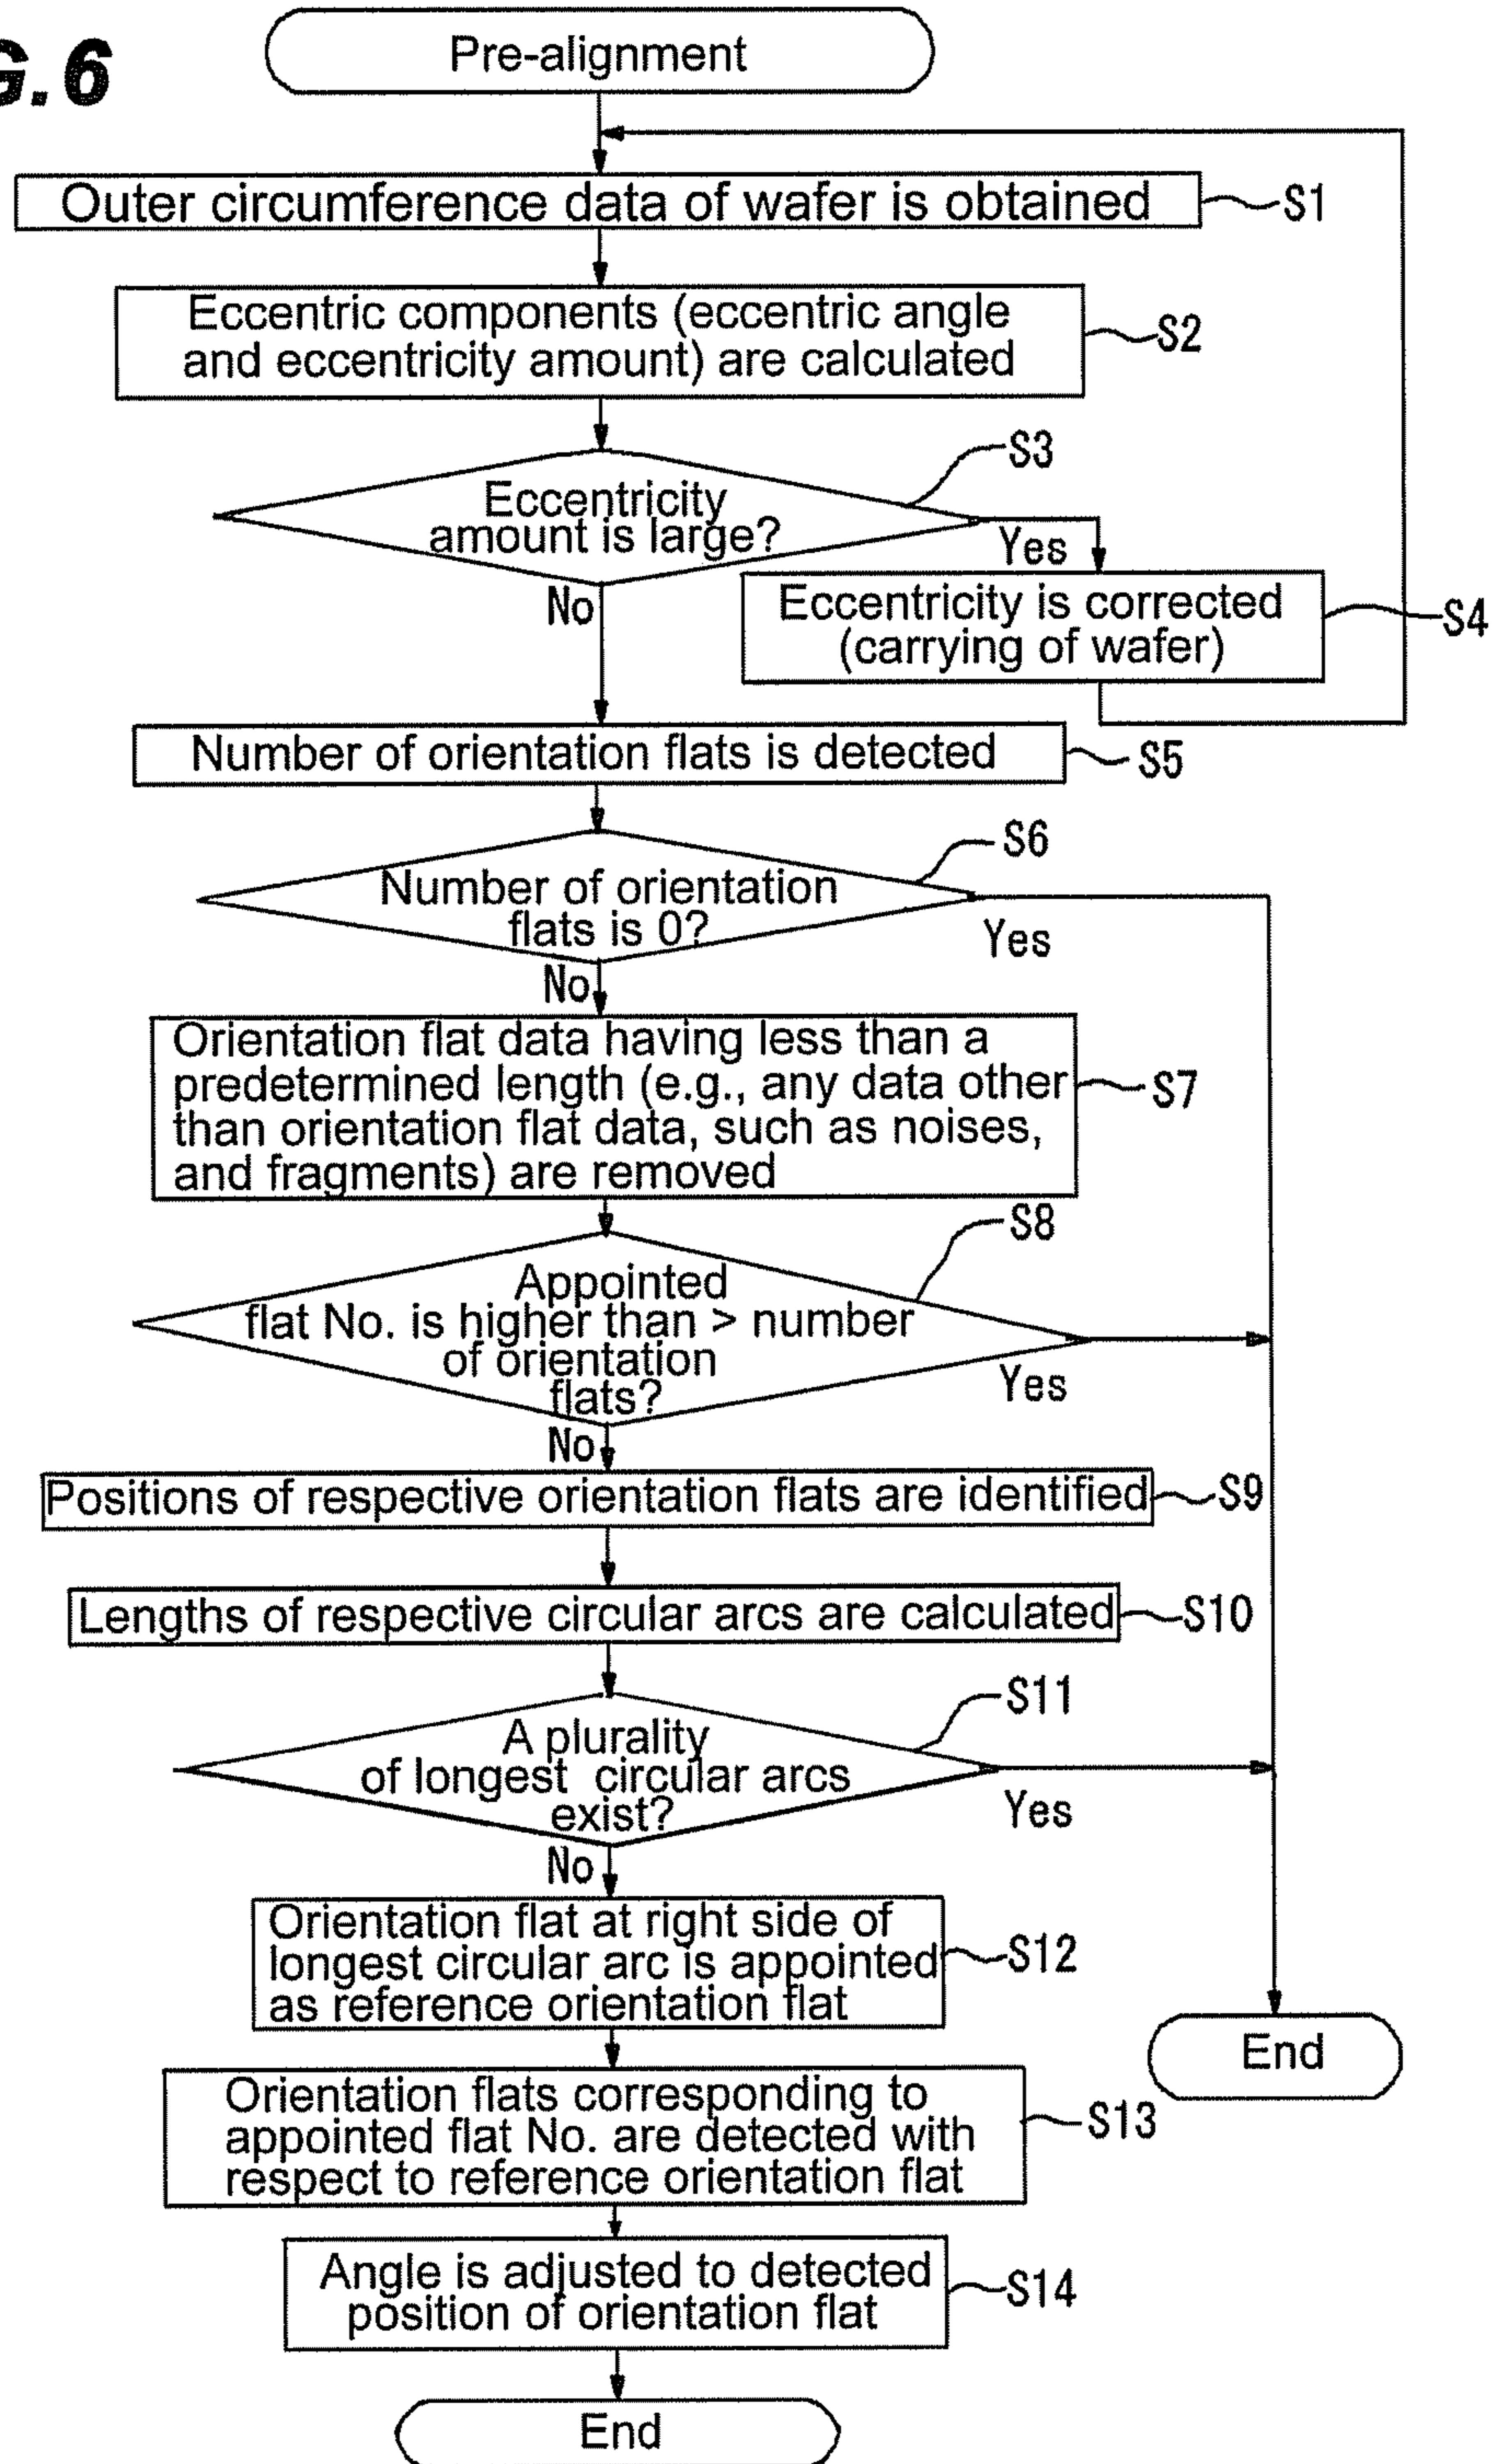 G.6
Pre-alignment
Outer circumference data of wafer is obtained
S1
Eccentric components (eccentric angle
and eccentricity amount) are calculated
S2
S3
Eccentricity
amount is large?
Yes
No
Eccentricity is corrected
(carrying of wafer)
S4
Number of orientation flats is detected
S5
S6
Number of orientation
flats is 0?
Yes
No
Orientation flat data having less than a
predetermined length (e.g., any data other
than orientation flat data, such as noises,
and fragments) are removed
S7
S8
Appointed
flat No. is higher than > number
of orientation
flats?
Yes
No
Positions of respective orientation flats are identified
S9
Lengths of respective circular arcs are calculated
S10
S11
A plurality
of longest circular arcs
exist?
Yes
No
Orientation flat at right side of
longest circular arc is appointed
as reference orientation flat
S12
End
Orientation flats corresponding to
appointed flat No. are detected with
respect to reference orientation flat
S13
Angle is adjusted to detected
position of orientation flat
S14
End